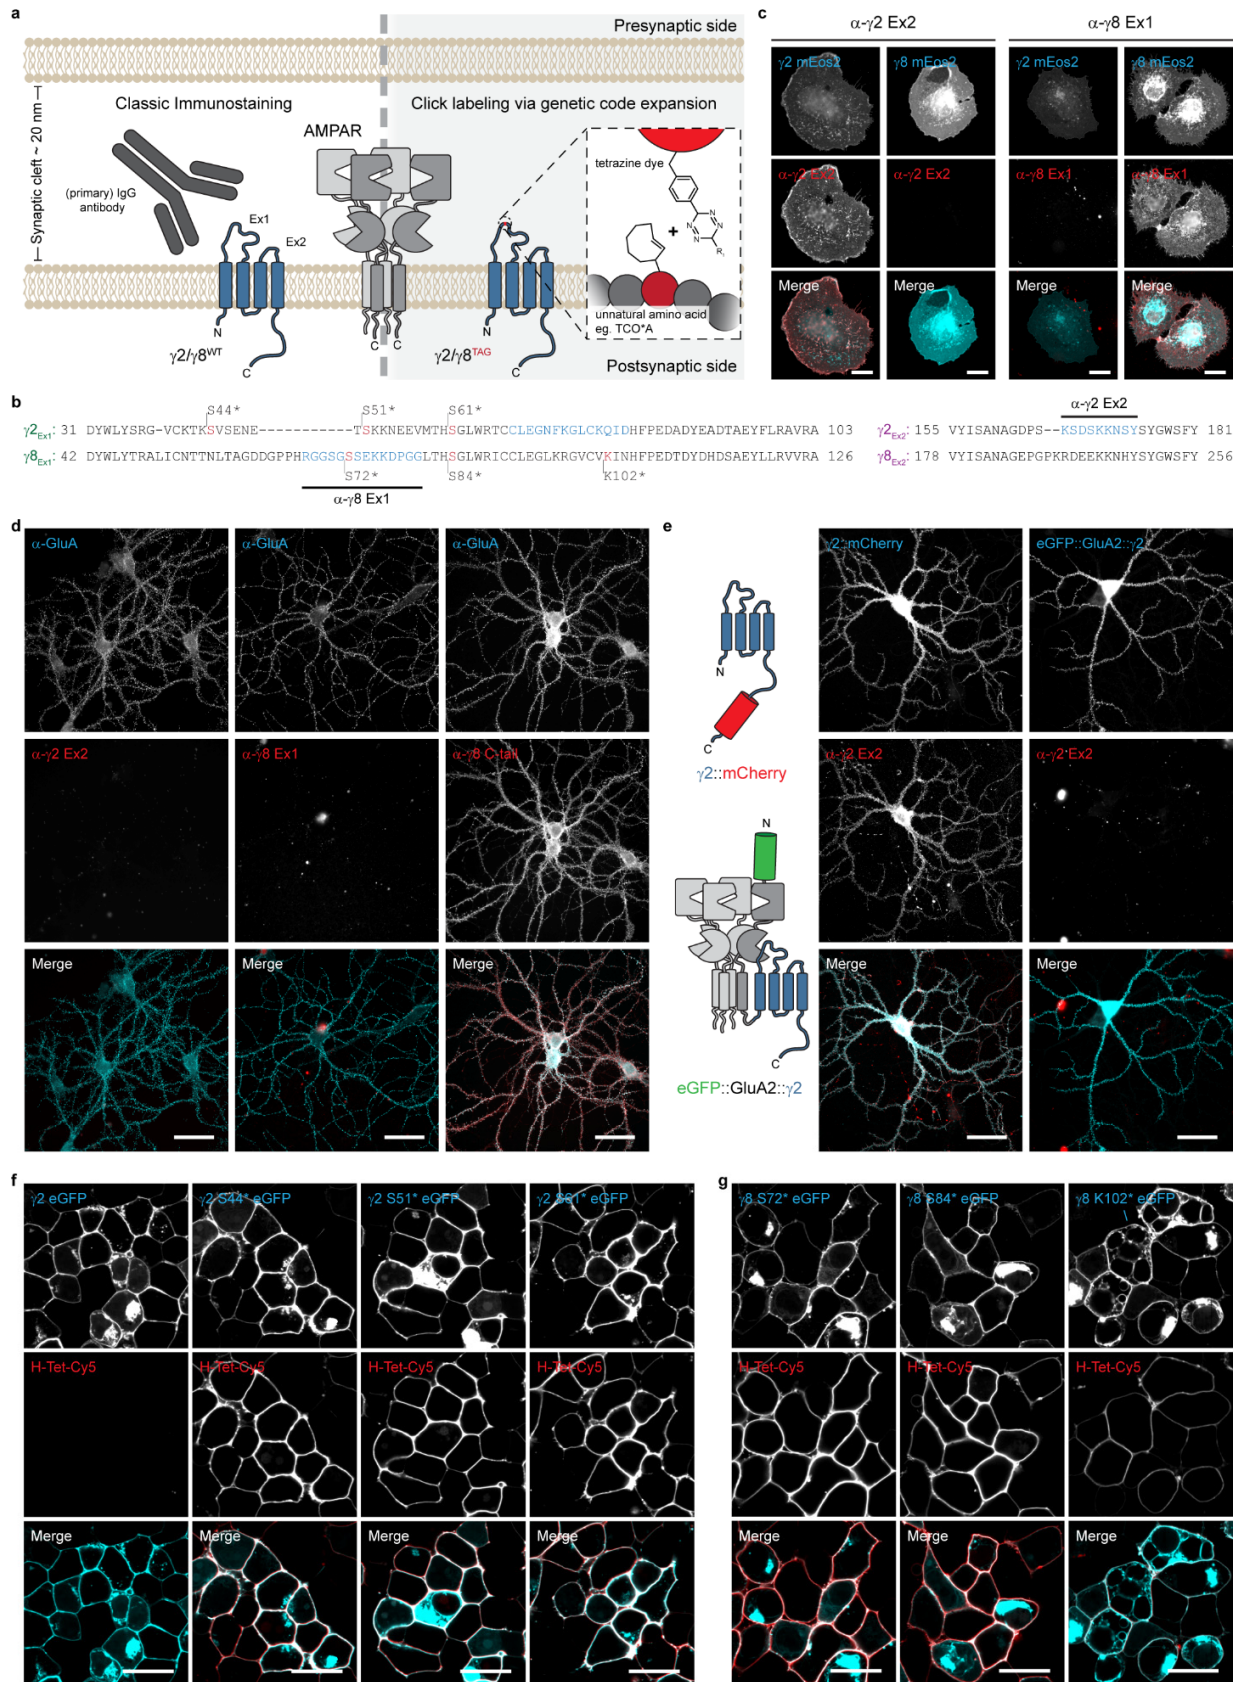 a
Presynaptic side
Classic Immunostaining
Click labeling via genetic code expansion
Synaptic cleft ~ 20 nm
AMPAR
(primary) IgG
antibody
Ex1
Ex2
tetrazine dye
+
N
N
N
N
R₁
unnatural amino acid
eg. TCO*A
N
C
γ2/γ8WT
C
C
N
C
γ2/γ8TAG
Postsynaptic side
c
α-γ2 Ex2
α-γ8 Ex1
γ2 mEos2
γ8 mEos2
γ2 mEos2
γ8 mEos2
α-γ2 Ex2
α-γ2 Ex2
α-γ8 Ex1
α-γ8 Ex1
Merge
Merge
Merge
Merge
b
S44*
S51*
S61*
α-γ2 Ex2
γ2Ex1: 31 DYWLYSRG-VCKTKSVSENE------------TSKKNEEVMTHSGLWRTCCLEGNFKGLCKQIDHFPEDADYEADTAEYFLRAVRA 103
γ2Ex2: 155 VYISANAGDPS--KSDSKKNSYSYGWSFY 181
γ8Ex1: 42 DYWLYTRALICNTTNLTAGDDGPPHRGGSGSSEKKDPGGLTHSGLWRICCLEGLKRGVCVKINHFPEDTDYDHDSAEYLLRVVRA 126
γ8Ex2: 178 VYISANAGEPGPKRDEEKKNHYSYGWSFY 256
S72*
S84*
K102*
α-γ8 Ex1
d
α-GluA
α-GluA
α-GluA
α-γ2 Ex2
α-γ8 Ex1
α-γ8 C-tail
Merge
Merge
Merge
e
N
C
γ2::mCherry
N
C
eGFP::GluA2::γ2
γ2::mCherry
eGFP::GluA2::γ2
α-γ2 Ex2
α-γ2 Ex2
Merge
Merge
f
γ2 eGFP
γ2 S44* eGFP
γ2 S51* eGFP
γ2 S61* eGFP
H-Tet-Cy5
H-Tet-Cy5
H-Tet-Cy5
H-Tet-Cy5
Merge
Merge
Merge
Merge
g
γ8 S72* eGFP
γ8 S84* eGFP
γ8 K102* eGFP
H-Tet-Cy5
H-Tet-Cy5
H-Tet-Cy5
Merge
Merge
Merge